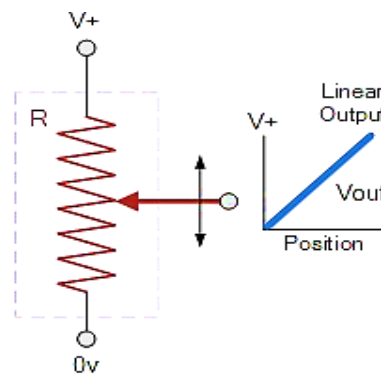 V+
R
0v
Linear
Output
V+
Vout
Position